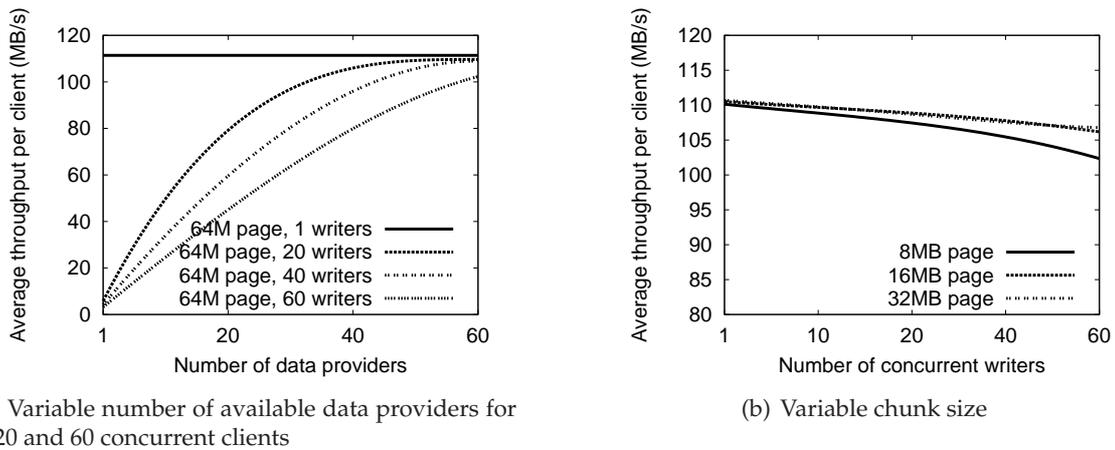 Average throughput per client (MB/s)
120
100
80
60
40
20
0
64M page, 1 writers
64M page, 20 writers
64M page, 40 writers
64M page, 60 writers
1 20 40 60
Number of data providers
Variable number of available data providers for
20 and 60 concurrent clients
Average throughput per client (MB/s)
120
115
110
105
100
95
90
85
80
8MB page
16MB page
32MB page
1 10 20 40 60
Number of concurrent writers
(b) Variable chunk size